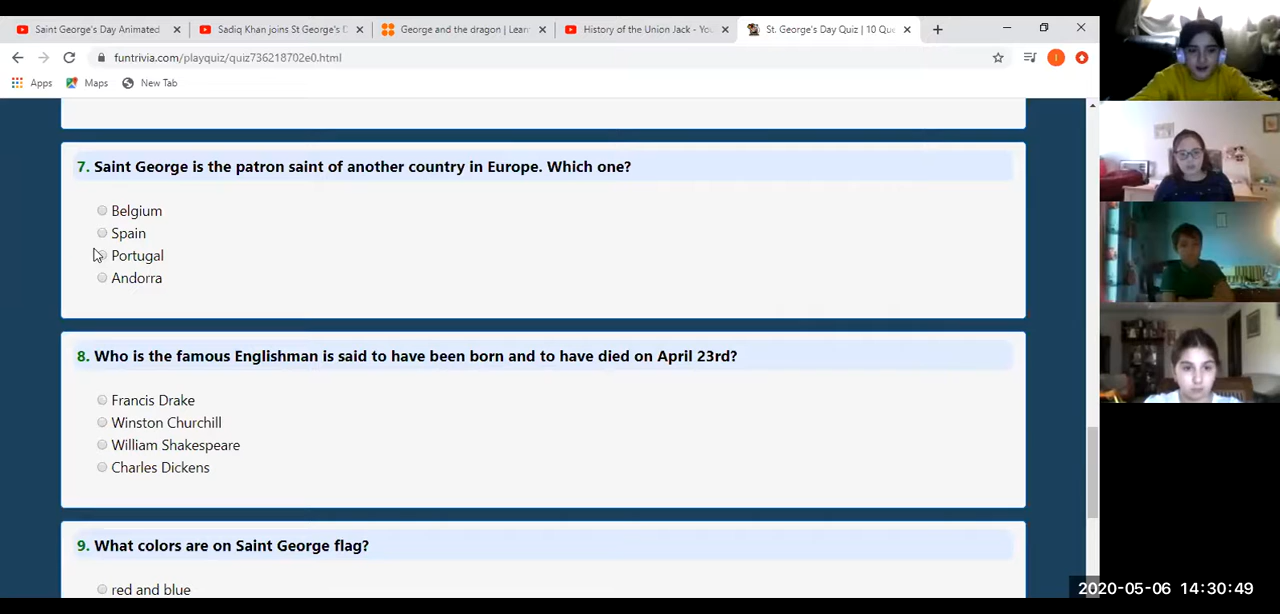 Saint George's Day Animated
Sadiq Khan joins St George's D
George and the dragon | Learn
History of the Union Jack - You
St. George's Day Quiz | 10 Que
funtrivia.com/playquiz/quiz736218702e0.html
I
Apps
Maps
New Tab
7. Saint George is the patron saint of another country in Europe. Which one?
Belgium
Spain
Portugal
Andorra
8. Who is the famous Englishman is said to have been born and to have died on April 23rd?
Francis Drake
Winston Churchill
William Shakespeare
Charles Dickens
9. What colors are on Saint George flag?
red and blue
2020-05-06 14:30:49